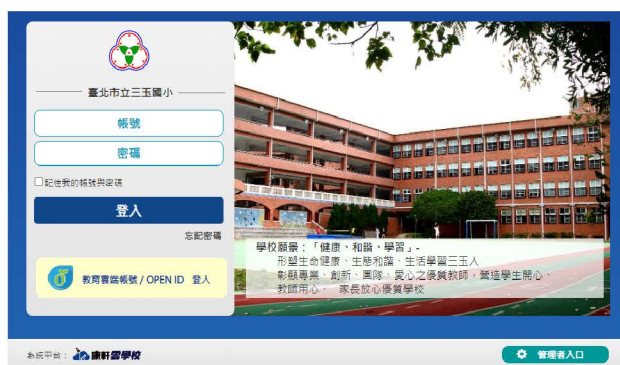 臺北市立三玉國小
帳號
密碼
記住我的帳號與密碼
登入
忘記密碼
教育雲端帳號 / OPEN ID 登入
學校願景：「健康、和諧、學習」-
形塑生命健康、生態和諧、生活學習三玉人
彰顯專業、創新、團隊、愛心之優質教師，營造學生開心、
教師用心、 家長放心優質學校
系統平台： 康軒雲學校
管理者入口